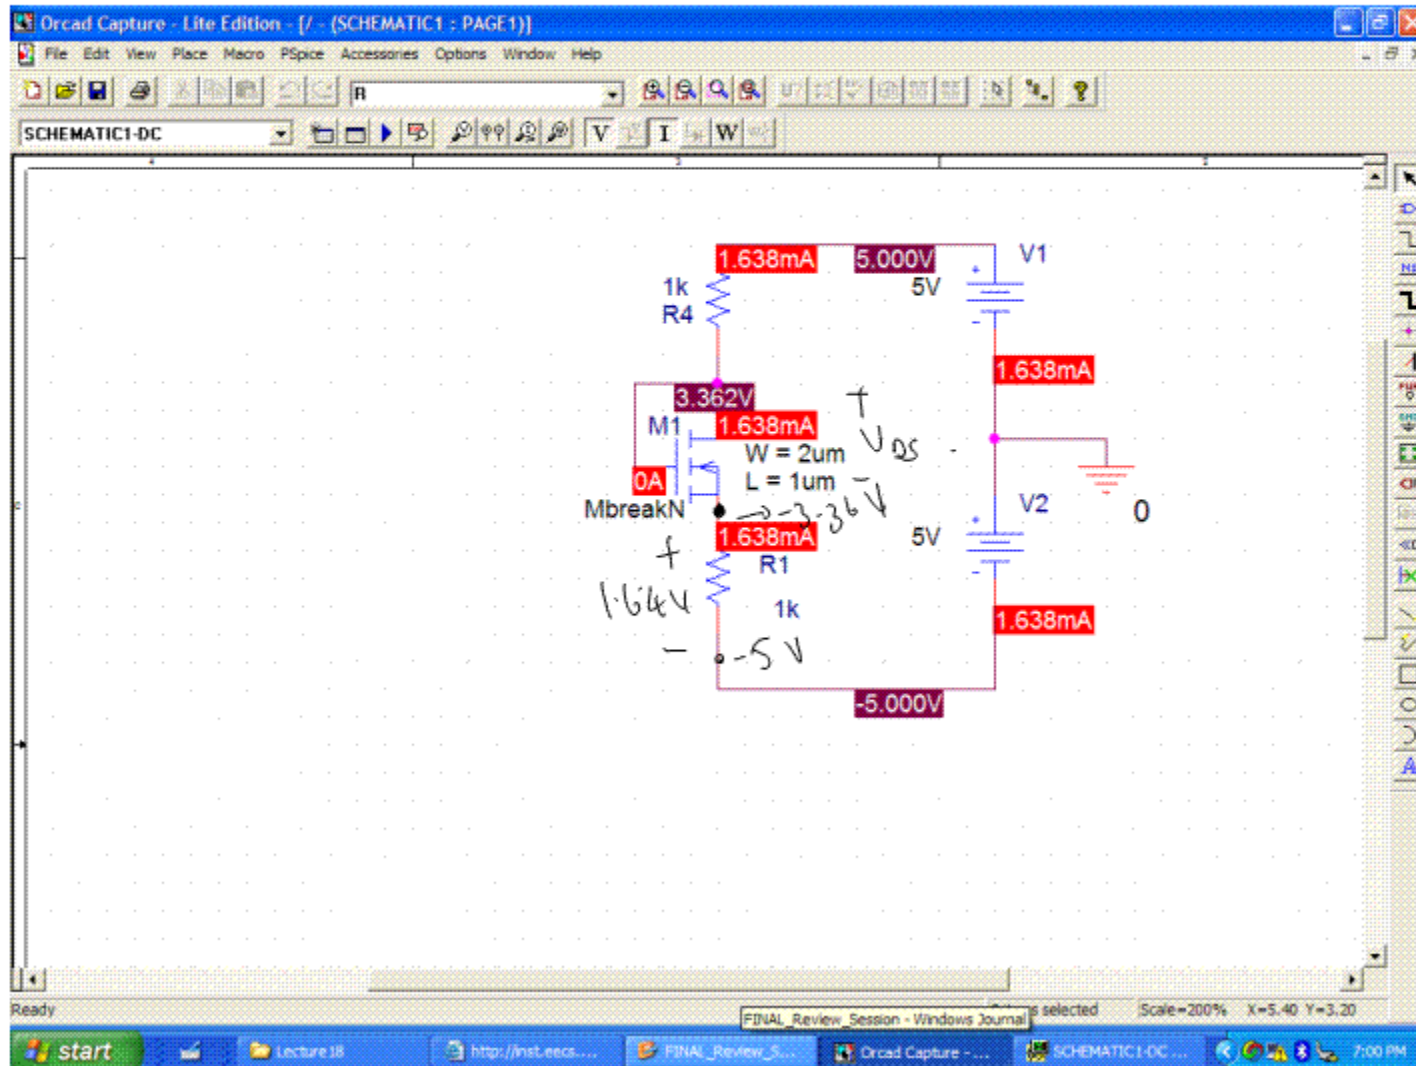 Orcad Capture - Lite Edition - [/ - (SCHEMATIC1 : PAGE1)]
File Edit View Place Macro PSpice Accessories Options Window Help
R
SCHEMATIC1-DC
V I W
1.638mA 5.000V V1
1k 5V
R4
1.638mA
3.362V
M1 1.638mA
W = 2um
VDS
0A L = 1um
MbreakN → -3.36V
V2
0
1.638mA 5V
R1
1.64V
1k
1.638mA
-5V
-5.000V
Ready
s selected Scale=200% X=5.40 Y=3.20
FINAL_Review_Session - Windows Journal
start Lecture 18 http://inst.eecs.... FINAL_Review_S... Orcad Capture - ... SCHEMATIC1-DC ... 7:00 PM